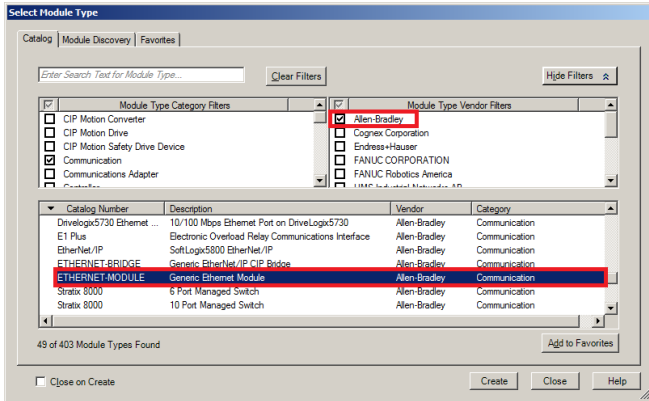 Select Module Type
Catalog Module Discovery Favorites
Enter Search Text for Module Type... Clear Filters Hide Filters
Module Type Category Filters Module Type Vendor Filters
CIP Motion Converter Allen-Bradley
CIP Motion Drive Cognex Corporation
CIP Motion Safety Drive Device Endress+Hauser
Communication FANUC CORPORATION
Communications Adapter FANUC Robotics America
Controller HMS Industrial Networks AB
Catalog Number Description Vendor Category
Drivelogix5730 Ethernet ... 10/100 Mbps Ethernet Port on DriveLogix5730 Allen-Bradley Communication
E1 Plus Electronic Overload Relay Communications Interface Allen-Bradley Communication
EtherNet/IP SoftLogix5800 EtherNet/IP Allen-Bradley Communication
ETHERNET-BRIDGE Generic EtherNet/IP CIP Bridge Allen-Bradley Communication
ETHERNET-MODULE Generic Ethernet Module Allen-Bradley Communication
Stratix 8000 6 Port Managed Switch Allen-Bradley Communication
Stratix 8000 10 Port Managed Switch Allen-Bradley Communication
49 of 403 Module Types Found Add to Favorites
Close on Create Create Close Help